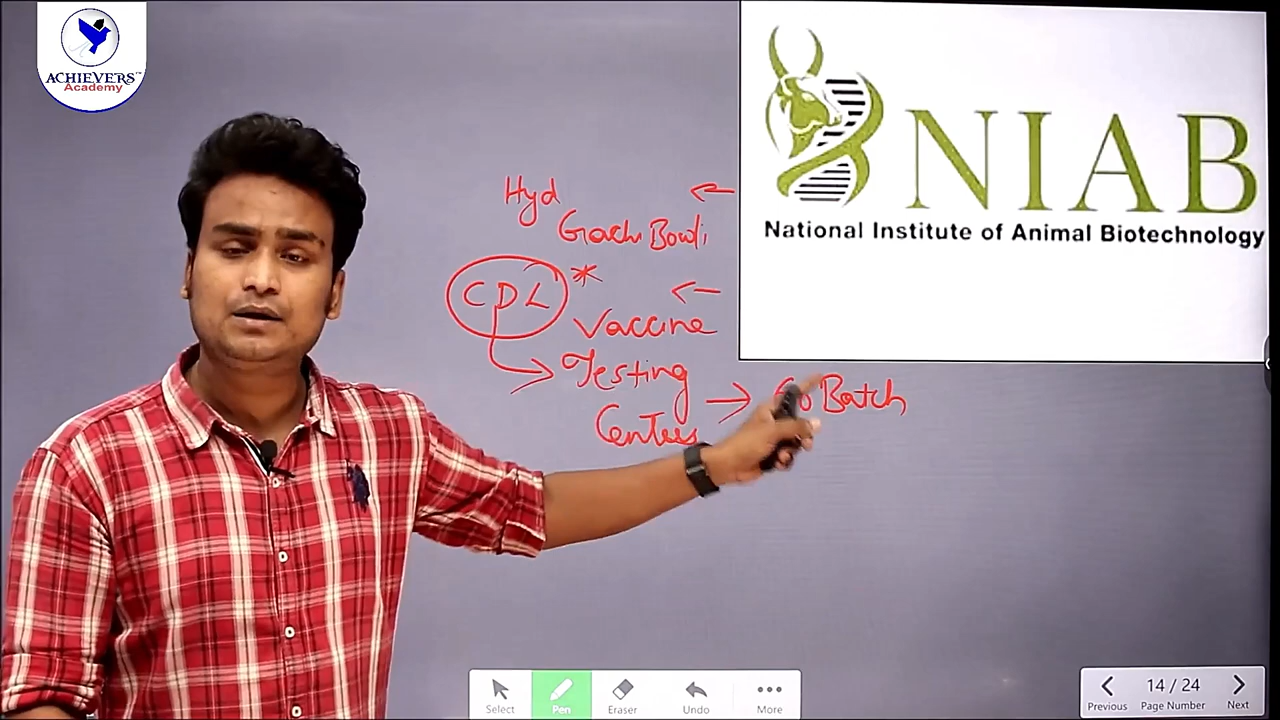 ACHIEVERS
Academy
NIAB
National Institute of Animal Biotechnology
Hyd
Gachi Bowli
CDL *
Vaccine
Testing
Centers
Batch
Select
Pen
Eraser
Undo
More
Previous
14 / 24
Page Number
Next